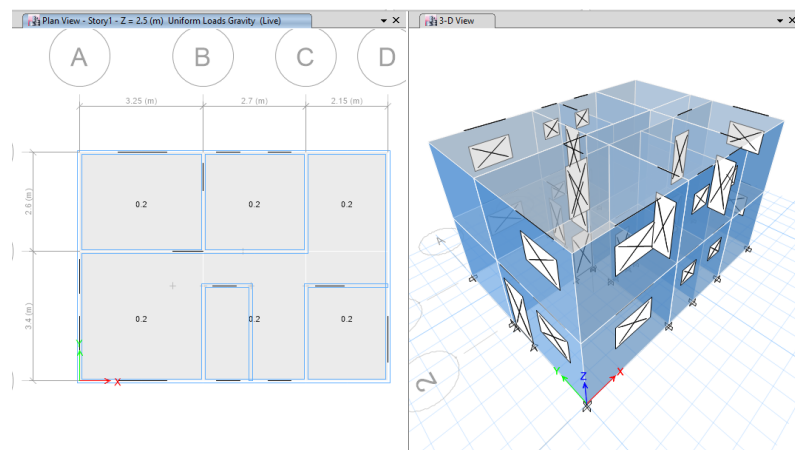 Plan View - Story1 - Z = 2.5 (m) Uniform Loads Gravity (Live)
3-D View
A
B
C
D
3.25 (m)
2.7 (m)
2.15 (m)
2.6 (m)
0.2
0.2
0.2
3.4 (m)
0.2
0.2
0.2
Y
X
A
2
Y
Z
X